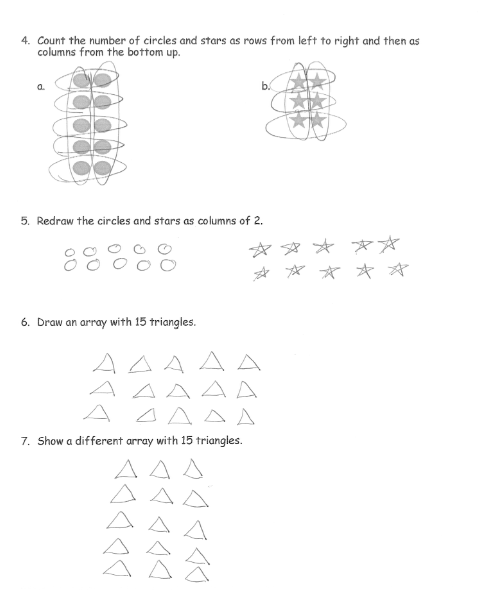 4. Count the number of circles and stars as rows from left to right and then as
columns from the bottom up.
a.
b.
5. Redraw the circles and stars as columns of 2.
6. Draw an array with 15 triangles.
7. Show a different array with 15 triangles.